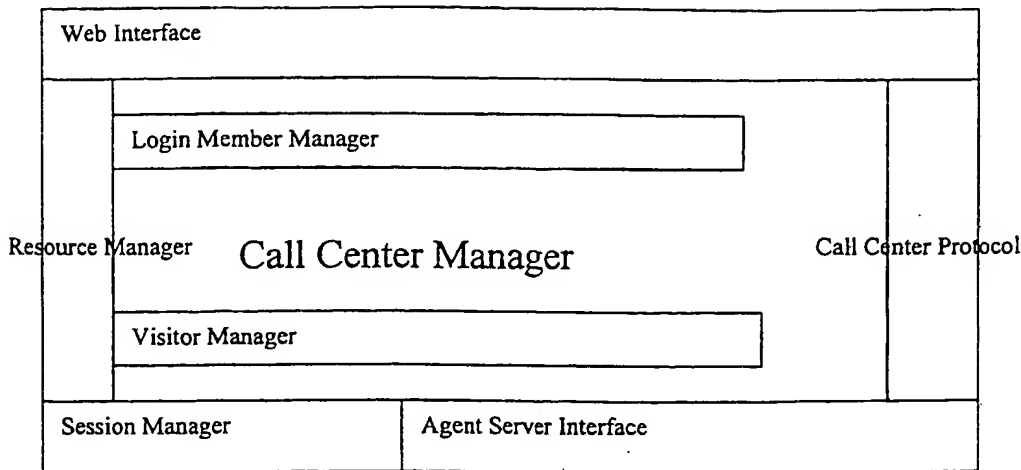 Web Interface
Login Member Manager
Resource Manager
Call Center Manager
Call Center Protocol
Visitor Manager
Session Manager
Agent Server Interface